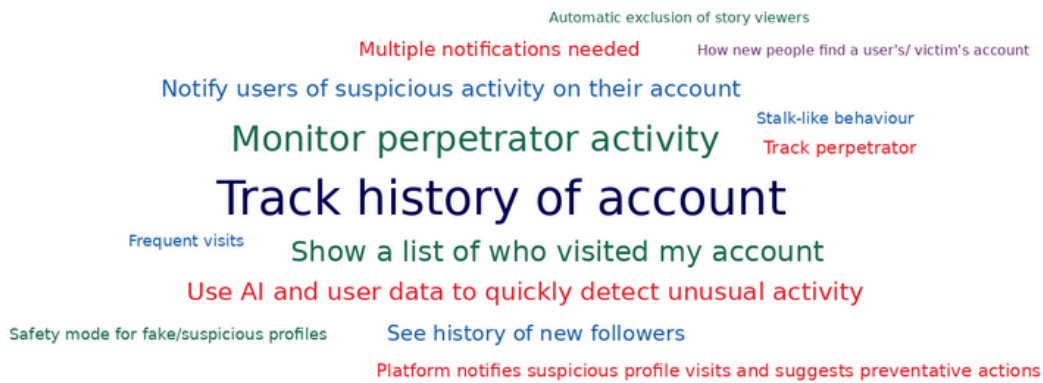 Automatic exclusion of story viewers
Multiple notifications needed
How new people find a user's/ victim's account
Notify users of suspicious activity on their account
Stalk-like behaviour
Monitor perpetrator activity
Track perpetrator
Track history of account
Frequent visits
Show a list of who visited my account
Use AI and user data to quickly detect unusual activity
Safety mode for fake/suspicious profiles
See history of new followers
Platform notifies suspicious profile visits and suggests preventative actions